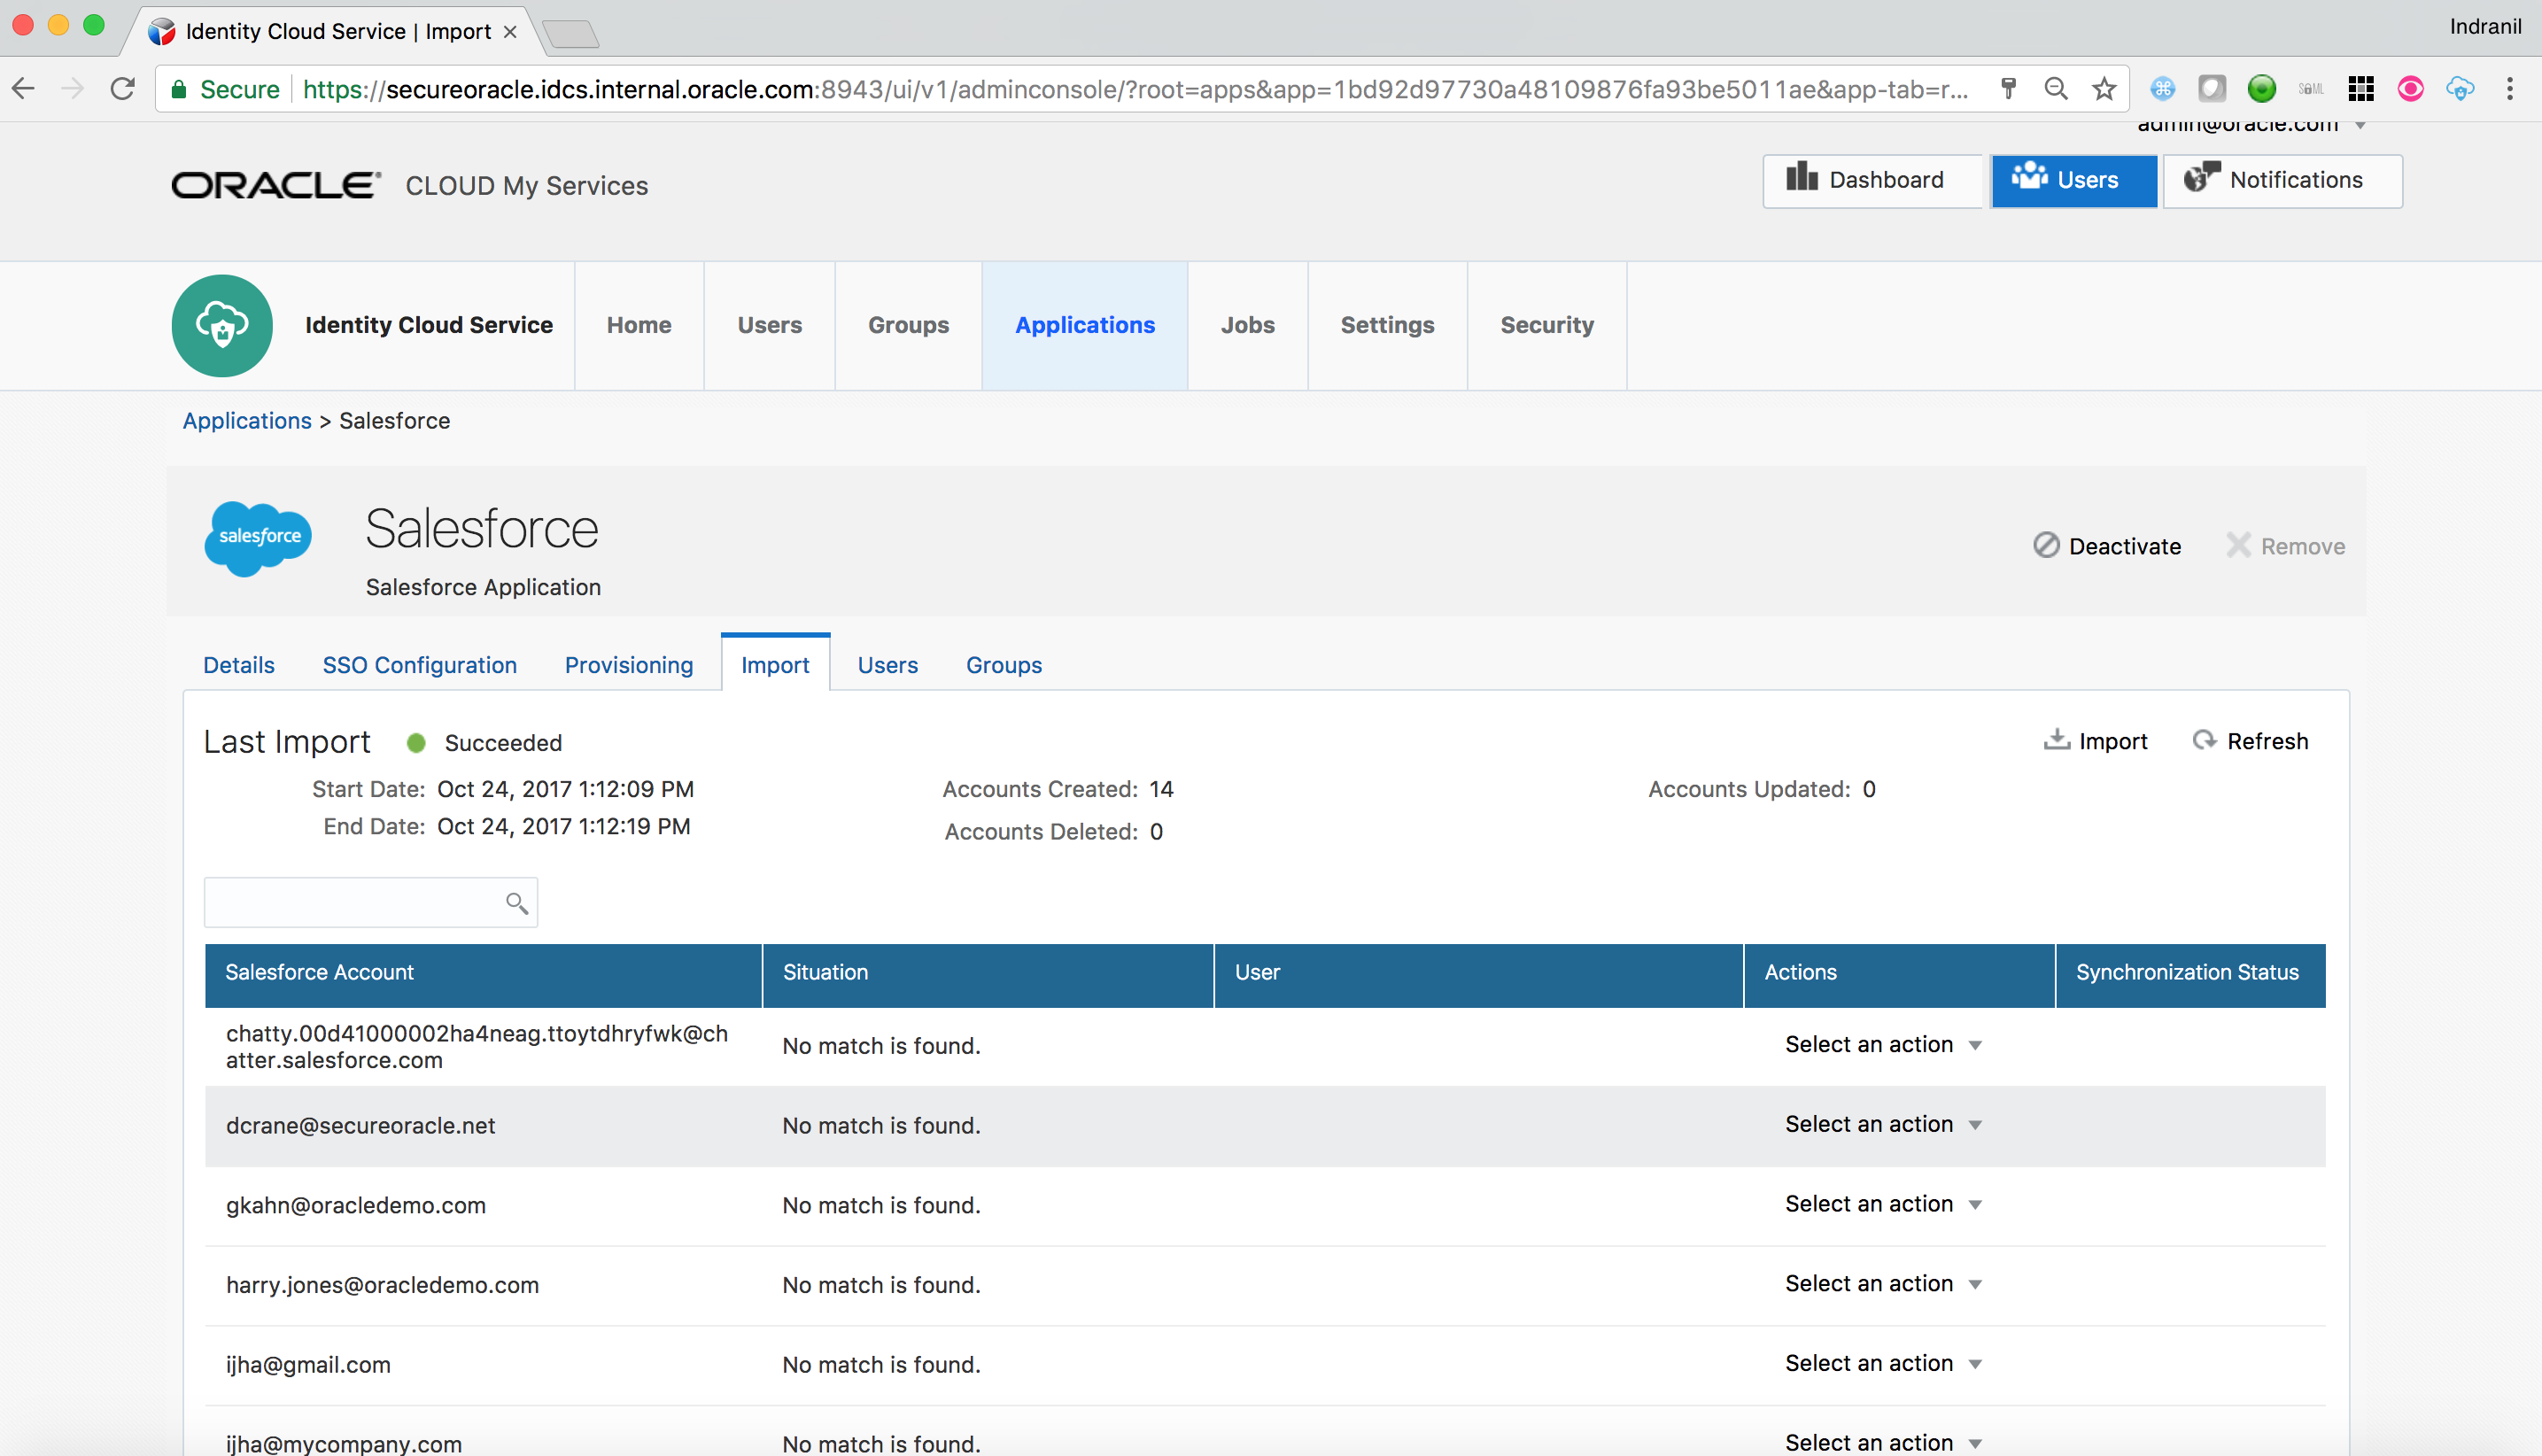 Identity Cloud Service | Import
Indranil
Secure https://secureoracle.idcs.internal.oracle.com:8943/ui/v1/adminconsole/?root=apps&app=1bd92d97730a48109876fa93be5011ae&app-tab=r...
admin@oracle.com
ORACLE CLOUD My Services
Dashboard
Users
Notifications
Identity Cloud Service
Home
Users
Groups
Applications
Jobs
Settings
Security
Applications > Salesforce
salesforce
Salesforce
Salesforce Application
Deactivate
Remove
Details
SSO Configuration
Provisioning
Import
Users
Groups
Last Import
Succeeded
Import
Refresh
Start Date: Oct 24, 2017 1:12:09 PM
Accounts Created: 14
Accounts Updated: 0
End Date: Oct 24, 2017 1:12:19 PM
Accounts Deleted: 0
Salesforce Account
Situation
User
Actions
Synchronization Status
chatty.00d41000002ha4neag.ttoytdhryfwk@ch
atter.salesforce.com
No match is found.
Select an action
dcrane@secureoracle.net
No match is found.
Select an action
gkahn@oracledemo.com
No match is found.
Select an action
harry.jones@oracledemo.com
No match is found.
Select an action
ijha@gmail.com
No match is found.
Select an action
ijha@mycompany.com
No match is found.
Select an action